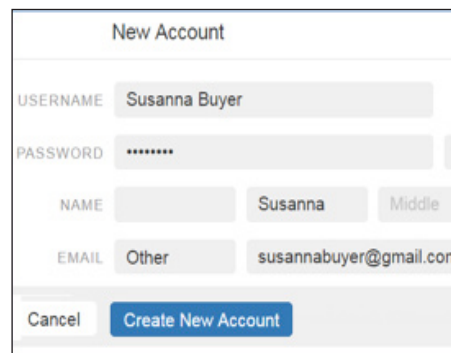 New Account
USERNAME Susanna Buyer
PASSWORD ••••••••
NAME Susanna Middle
EMAIL Other susannabuyer@gmail.com
Cancel Create New Account